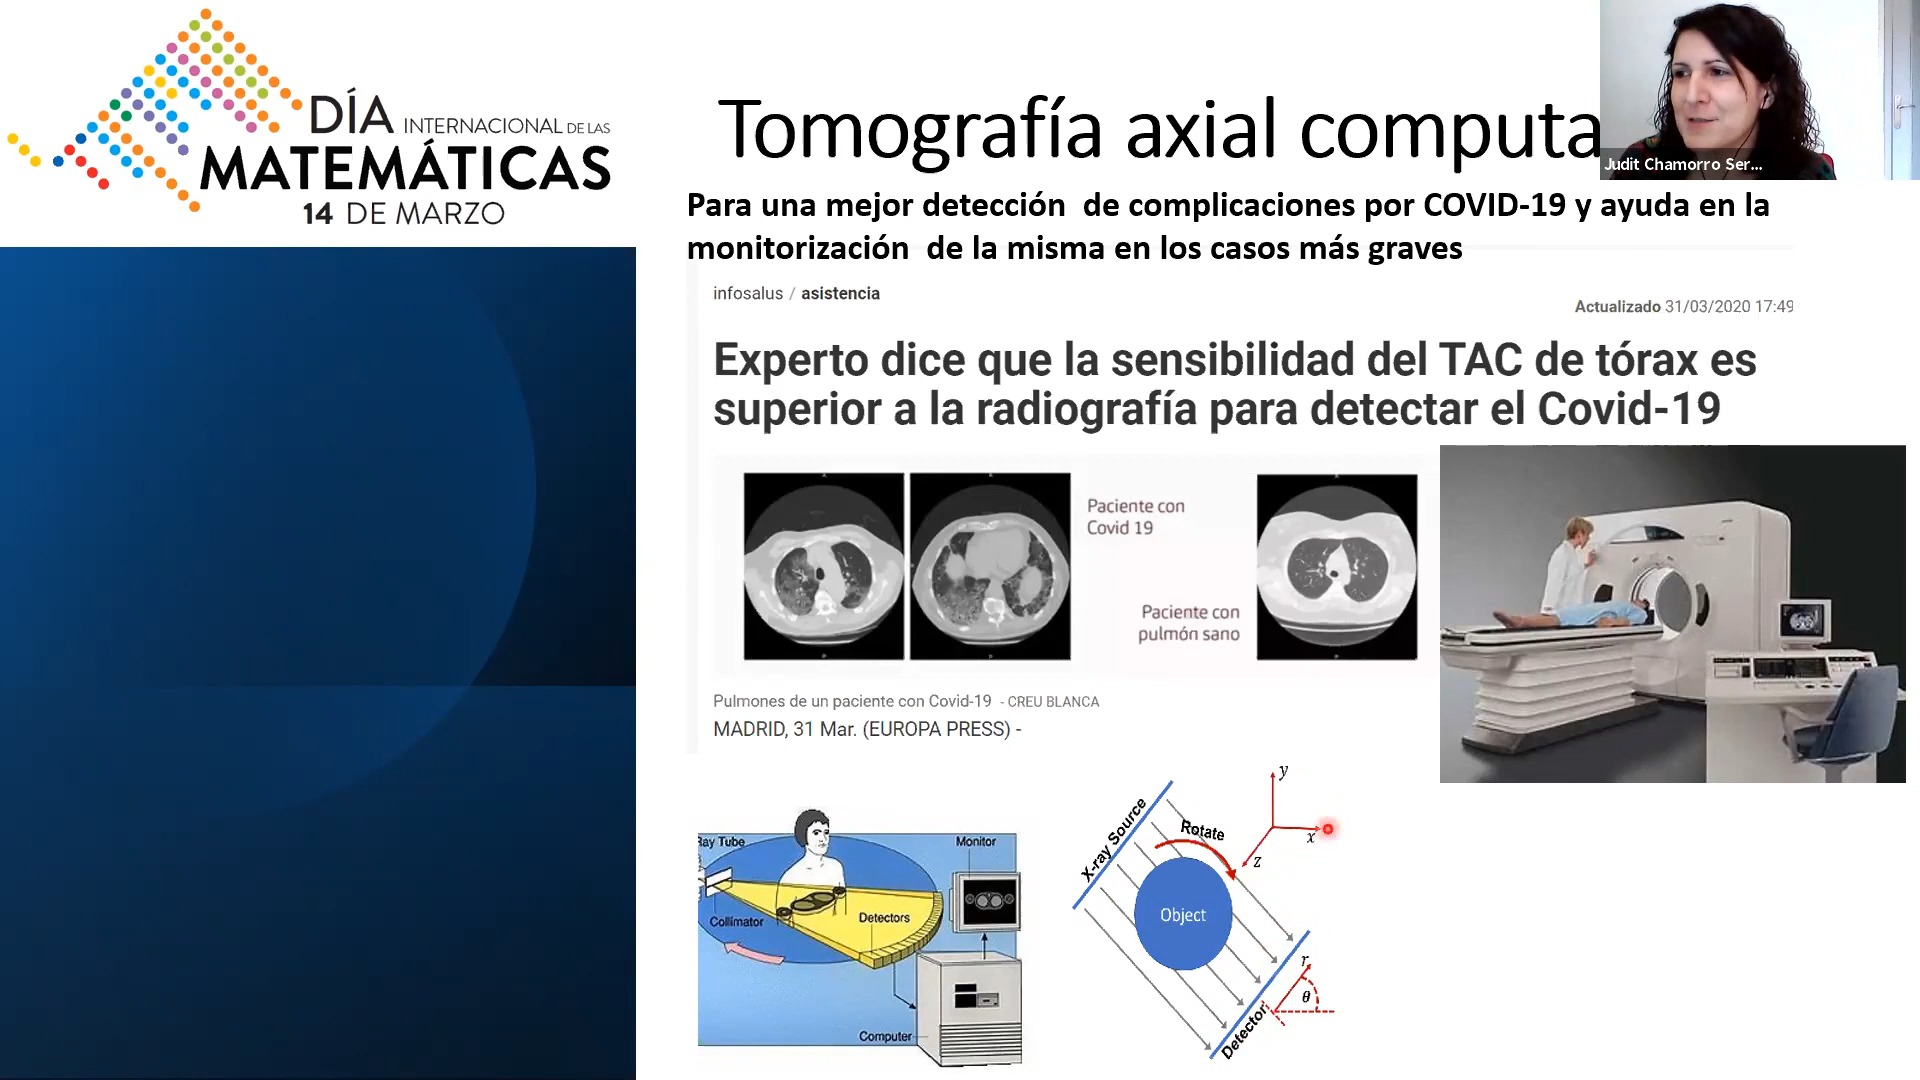 DÍA INTERNACIONAL DE LAS
MATEMÁTICAS
14 DE MARZO
Tomografía axial computa
Judit Chamorro Ser...
Para una mejor detección de complicaciones por COVID-19 y ayuda en la
monitorización de la misma en los casos más graves
infosalus / asistencia
Actualizado 31/03/2020 17:49
Experto dice que la sensibilidad del TAC de tórax es
superior a la radiografía para detectar el Covid-19
Paciente con
Covid 19
Paciente con
pulmón sano
Pulmones de un paciente con Covid-19 - CREU BLANCA
MADRID, 31 Mar. (EUROPA PRESS) -
Ray Tube
Monitor
Collimator
Detectors
Computer
X-ray Source
Rotate
Object
Detector
y
x
z
r
θ